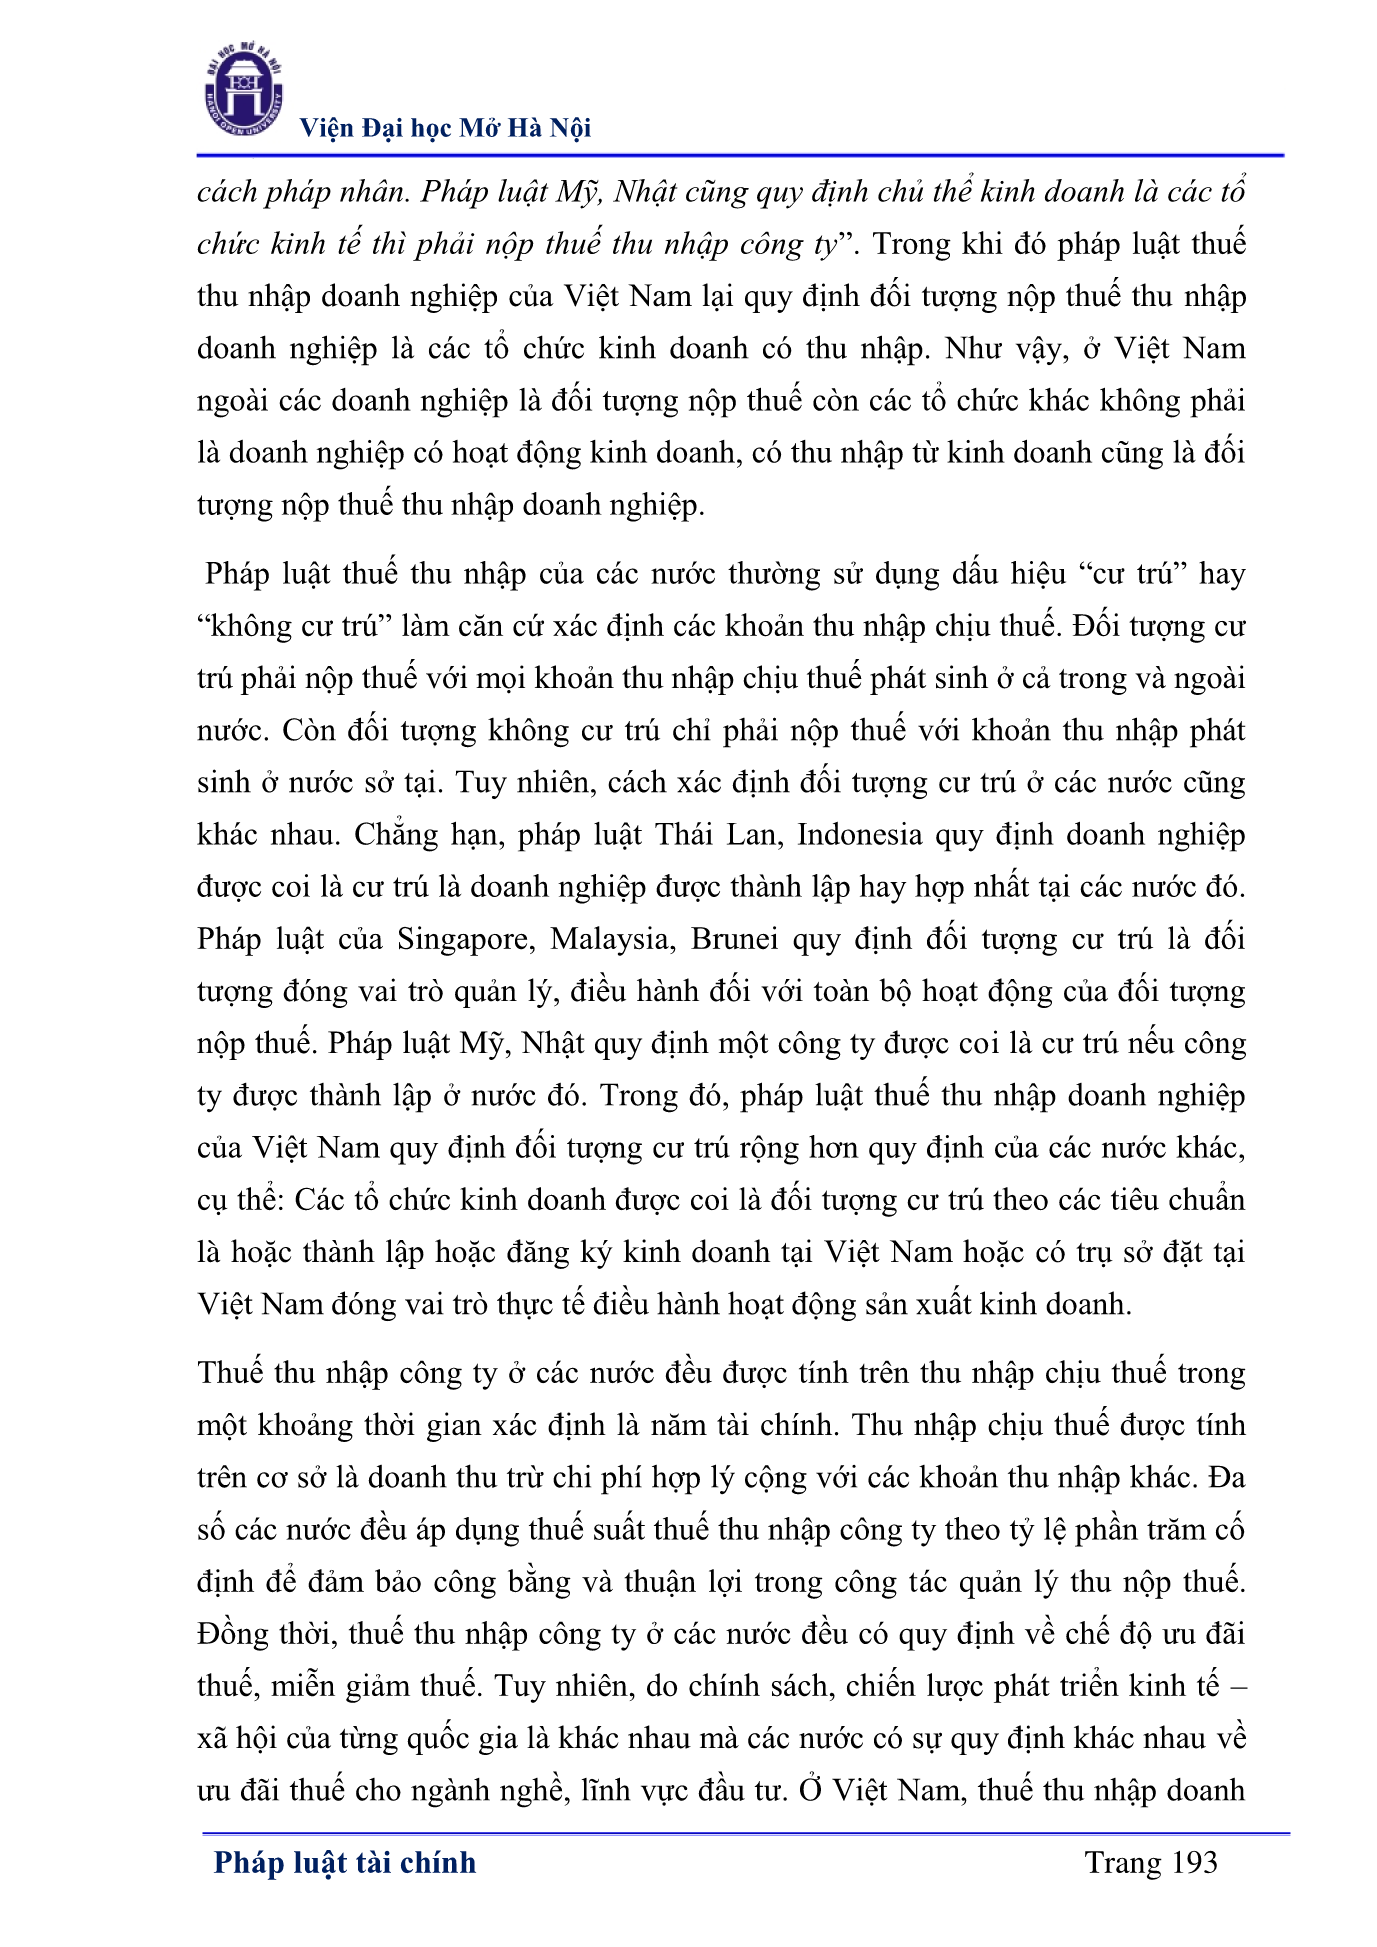 ĐẠI HỌC MỞ HÀ NỘI
HANOI OPEN UNIVERSITY
Viện Đại học Mở Hà Nội
cách pháp nhân. Pháp luật Mỹ, Nhật cũng quy định chủ thể kinh doanh là các tổ
chức kinh tế thì phải nộp thuế thu nhập công ty”. Trong khi đó pháp luật thuế
thu nhập doanh nghiệp của Việt Nam lại quy định đối tượng nộp thuế thu nhập
doanh nghiệp là các tổ chức kinh doanh có thu nhập. Như vậy, ở Việt Nam
ngoài các doanh nghiệp là đối tượng nộp thuế còn các tổ chức khác không phải
là doanh nghiệp có hoạt động kinh doanh, có thu nhập từ kinh doanh cũng là đối
tượng nộp thuế thu nhập doanh nghiệp.
Pháp luật thuế thu nhập của các nước thường sử dụng dấu hiệu “cư trú” hay
“không cư trú” làm căn cứ xác định các khoản thu nhập chịu thuế. Đối tượng cư
trú phải nộp thuế với mọi khoản thu nhập chịu thuế phát sinh ở cả trong và ngoài
nước. Còn đối tượng không cư trú chỉ phải nộp thuế với khoản thu nhập phát
sinh ở nước sở tại. Tuy nhiên, cách xác định đối tượng cư trú ở các nước cũng
khác nhau. Chẳng hạn, pháp luật Thái Lan, Indonesia quy định doanh nghiệp
được coi là cư trú là doanh nghiệp được thành lập hay hợp nhất tại các nước đó.
Pháp luật của Singapore, Malaysia, Brunei quy định đối tượng cư trú là đối
tượng đóng vai trò quản lý, điều hành đối với toàn bộ hoạt động của đối tượng
nộp thuế. Pháp luật Mỹ, Nhật quy định một công ty được coi là cư trú nếu công
ty được thành lập ở nước đó. Trong đó, pháp luật thuế thu nhập doanh nghiệp
của Việt Nam quy định đối tượng cư trú rộng hơn quy định của các nước khác,
cụ thể: Các tổ chức kinh doanh được coi là đối tượng cư trú theo các tiêu chuẩn
là hoặc thành lập hoặc đăng ký kinh doanh tại Việt Nam hoặc có trụ sở đặt tại
Việt Nam đóng vai trò thực tế điều hành hoạt động sản xuất kinh doanh.
Thuế thu nhập công ty ở các nước đều được tính trên thu nhập chịu thuế trong
một khoảng thời gian xác định là năm tài chính. Thu nhập chịu thuế được tính
trên cơ sở là doanh thu trừ chi phí hợp lý cộng với các khoản thu nhập khác. Đa
số các nước đều áp dụng thuế suất thuế thu nhập công ty theo tỷ lệ phần trăm cố
định để đảm bảo công bằng và thuận lợi trong công tác quản lý thu nộp thuế.
Đồng thời, thuế thu nhập công ty ở các nước đều có quy định về chế độ ưu đãi
thuế, miễn giảm thuế. Tuy nhiên, do chính sách, chiến lược phát triển kinh tế –
xã hội của từng quốc gia là khác nhau mà các nước có sự quy định khác nhau về
ưu đãi thuế cho ngành nghề, lĩnh vực đầu tư. Ở Việt Nam, thuế thu nhập doanh
Pháp luật tài chính Trang 193